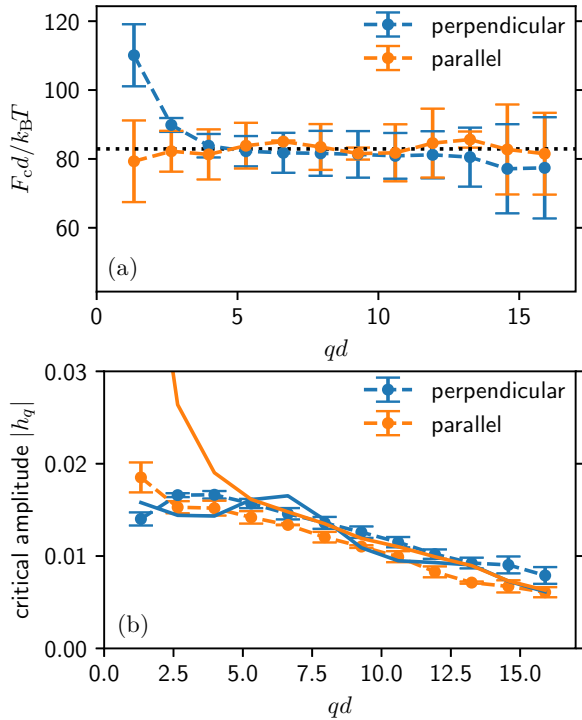 120
100
80
60
F_c d/k_B T
perpendicular
parallel
(a)
0 5 10 15
qd
0.03
0.02
0.01
0.00
critical amplitude |h_q|
perpendicular
parallel
(b)
0.0 2.5 5.0 7.5 10.0 12.5 15.0
qd